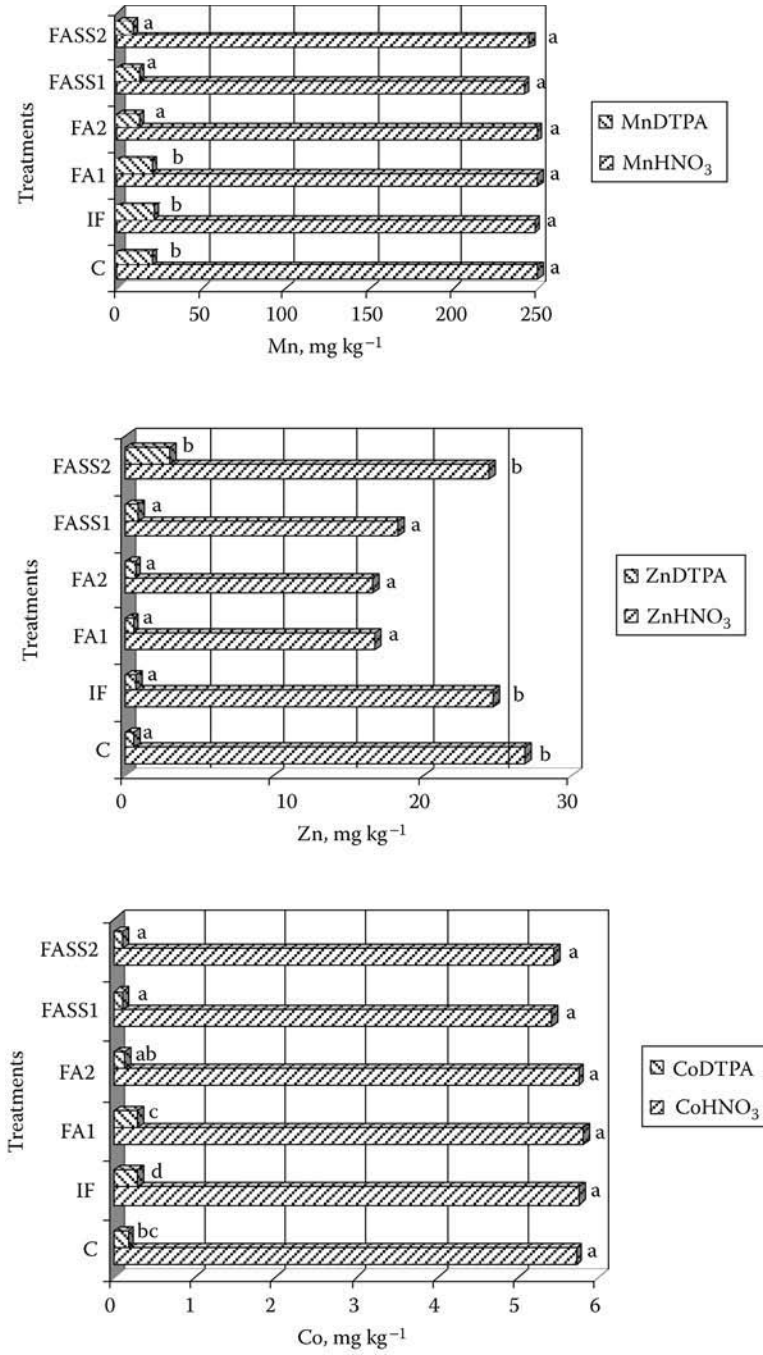 FASS2
a
a
FASS1
a
a
FA2
a
a
FA1
b
a
IF
b
a
C
b
a
Treatments
0 50 100 150 200 250
Mn, mg kg⁻¹
MnDTPA
MnHNO₃
FASS2
b
b
FASS1
a
a
FA2
a
a
FA1
a
a
IF
a
b
C
a
b
Treatments
0 10 20 30
Zn, mg kg⁻¹
ZnDTPA
ZnHNO₃
FASS2
a
a
FASS1
a
a
FA2
ab
a
FA1
c
a
IF
d
a
C
bc
a
Treatments
0 1 2 3 4 5 6
Co, mg kg⁻¹
CoDTPA
CoHNO₃